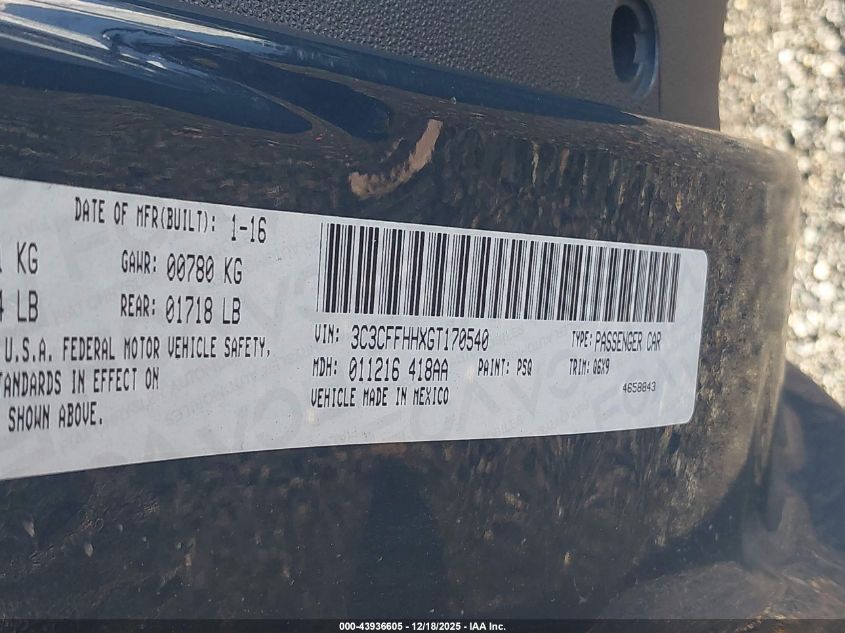 DATE OF MFR(BUILT): 1-16
KG GAWR: 00780 KG
LB REAR: 01718 LB
U.S.A. FEDERAL MOTOR VEHICLE SAFETY,
IN EFFECT ON
SHOWN ABOVE.
VIN: 3C3CFFHHXGT170540 TYPE: PASSENGER CAR
MDH: 011216 418AA PAINT: PSQ TRIM: Q6X9
VEHICLE MADE IN MEXICO 4658843
000-43936605 - 12/18/2025 - IAA Inc.